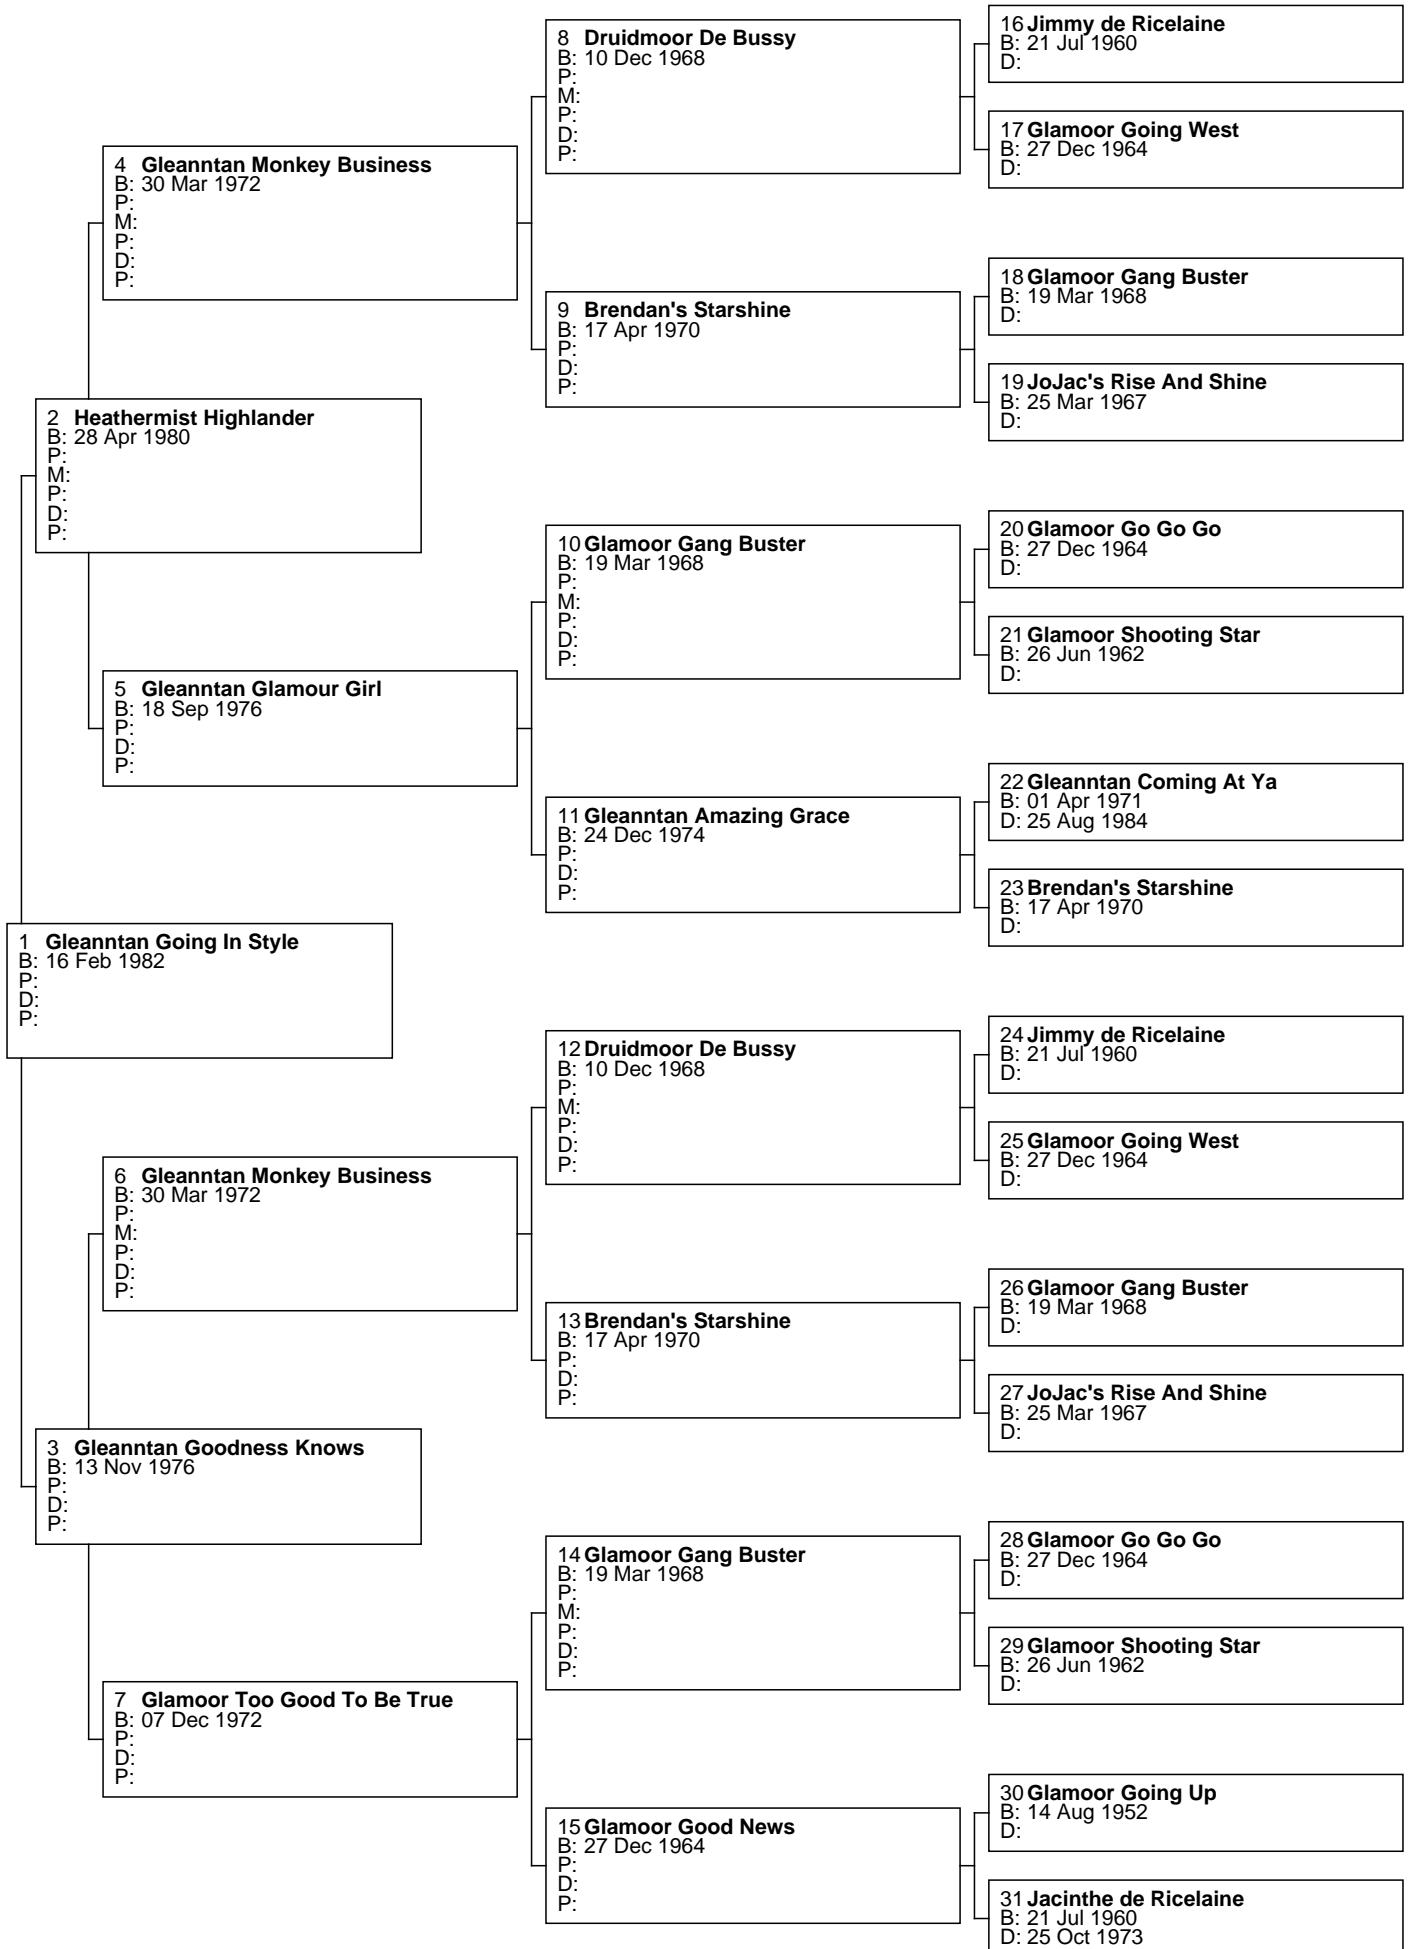 8 Druidmoor De Bussy
B: 10 Dec 1968
P:
M:
P:
D:
P:
16 Jimmy de Ricelaine
B: 21 Jul 1960
D:
17 Glamoor Going West
B: 27 Dec 1964
D:
4 Gleanntan Monkey Business
B: 30 Mar 1972
P:
M:
P:
D:
P:
18 Glamoor Gang Buster
B: 19 Mar 1968
D:
9 Brendan's Starshine
B: 17 Apr 1970
P:
D:
P:
19 JoJac's Rise And Shine
B: 25 Mar 1967
D:
2 Heathermist Highlander
B: 28 Apr 1980
P:
M:
P:
D:
P:
10 Glamoor Gang Buster
B: 19 Mar 1968
P:
M:
P:
D:
P:
20 Glamoor Go Go Go
B: 27 Dec 1964
D:
21 Glamoor Shooting Star
B: 26 Jun 1962
D:
5 Gleanntan Glamour Girl
B: 18 Sep 1976
P:
D:
P:
22 Gleanntan Coming At Ya
B: 01 Apr 1971
D: 25 Aug 1984
11 Gleanntan Amazing Grace
B: 24 Dec 1974
P:
D:
P:
23 Brendan's Starshine
B: 17 Apr 1970
D:
1 Gleanntan Going In Style
B: 16 Feb 1982
P:
D:
P:
12 Druidmoor De Bussy
B: 10 Dec 1968
P:
M:
P:
D:
P:
24 Jimmy de Ricelaine
B: 21 Jul 1960
D:
25 Glamoor Going West
B: 27 Dec 1964
D:
6 Gleanntan Monkey Business
B: 30 Mar 1972
P:
M:
P:
D:
P:
26 Glamoor Gang Buster
B: 19 Mar 1968
D:
13 Brendan's Starshine
B: 17 Apr 1970
P:
D:
P:
27 JoJac's Rise And Shine
B: 25 Mar 1967
D:
3 Gleanntan Goodness Knows
B: 13 Nov 1976
P:
D:
P:
14 Glamoor Gang Buster
B: 19 Mar 1968
P:
M:
P:
D:
P:
28 Glamoor Go Go Go
B: 27 Dec 1964
D:
29 Glamoor Shooting Star
B: 26 Jun 1962
D:
7 Glamoor Too Good To Be True
B: 07 Dec 1972
P:
D:
P:
30 Glamoor Going Up
B: 14 Aug 1952
D:
15 Glamoor Good News
B: 27 Dec 1964
P:
D:
P:
31 Jacinthe de Ricelaine
B: 21 Jul 1960
D: 25 Oct 1973